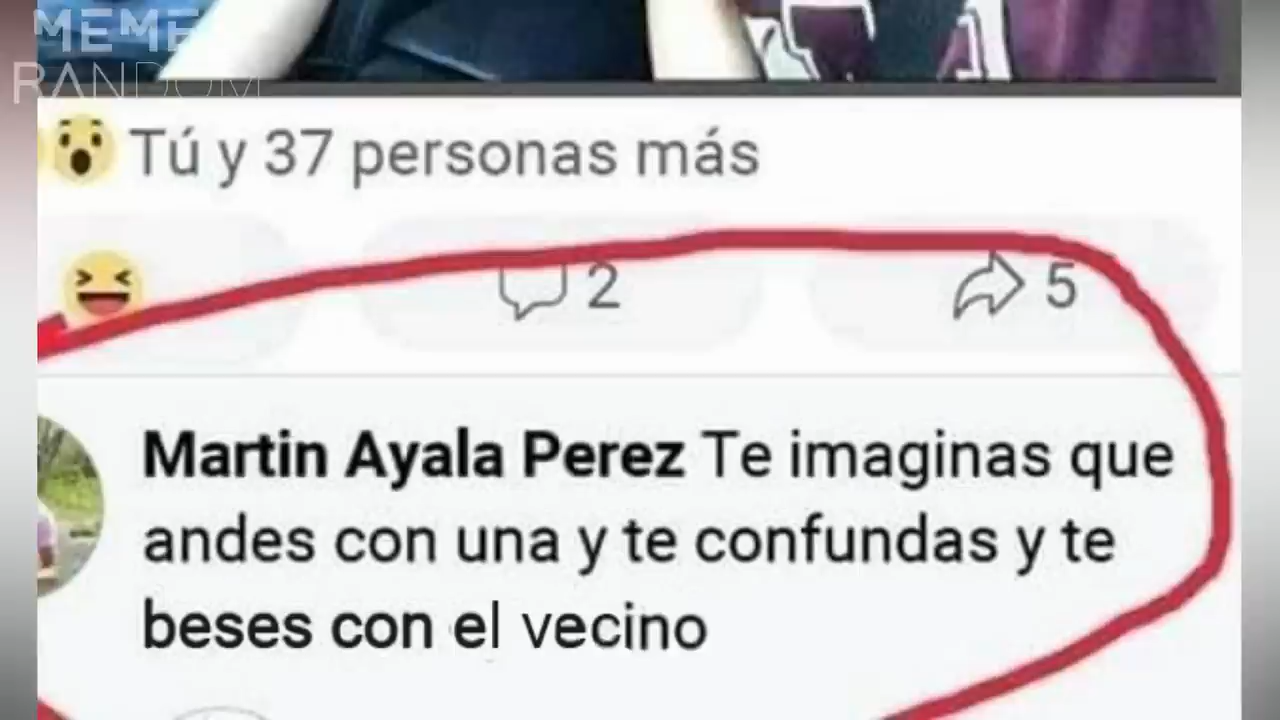 MEME
RANDOM
Tú y 37 personas más
2
5
Martin Ayala Perez Te imaginas que
andes con una y te confundas y te
beses con el vecino